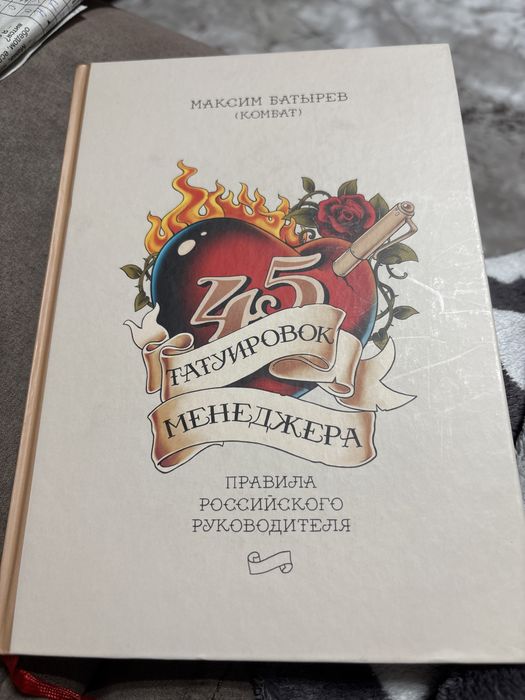 МАКСИМ БАТЫРЕВ
(КОМБАТ)
45
ТАТУИРОВОК
МЕНЕДЖЕРА
ПРАВИЛА
РОССИЙСКОГО
РУКОВОДИТЕЛЯ